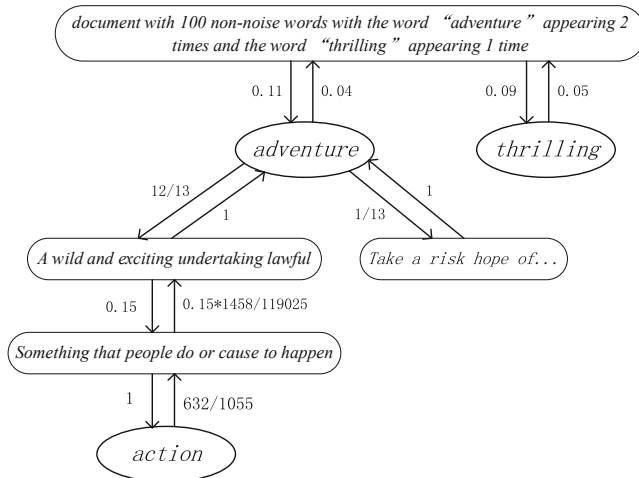 document with 100 non-noise words with the word “adventure” appearing 2
times and the word “thrilling” appearing 1 time
0.11
0.04
0.09
0.05
adventure
thrilling
12/13
1
1/13
1
A wild and exciting undertaking lawful
Take a risk hope of...
0.15
0.15*1458/119025
Something that people do or cause to happen
1
632/1055
action